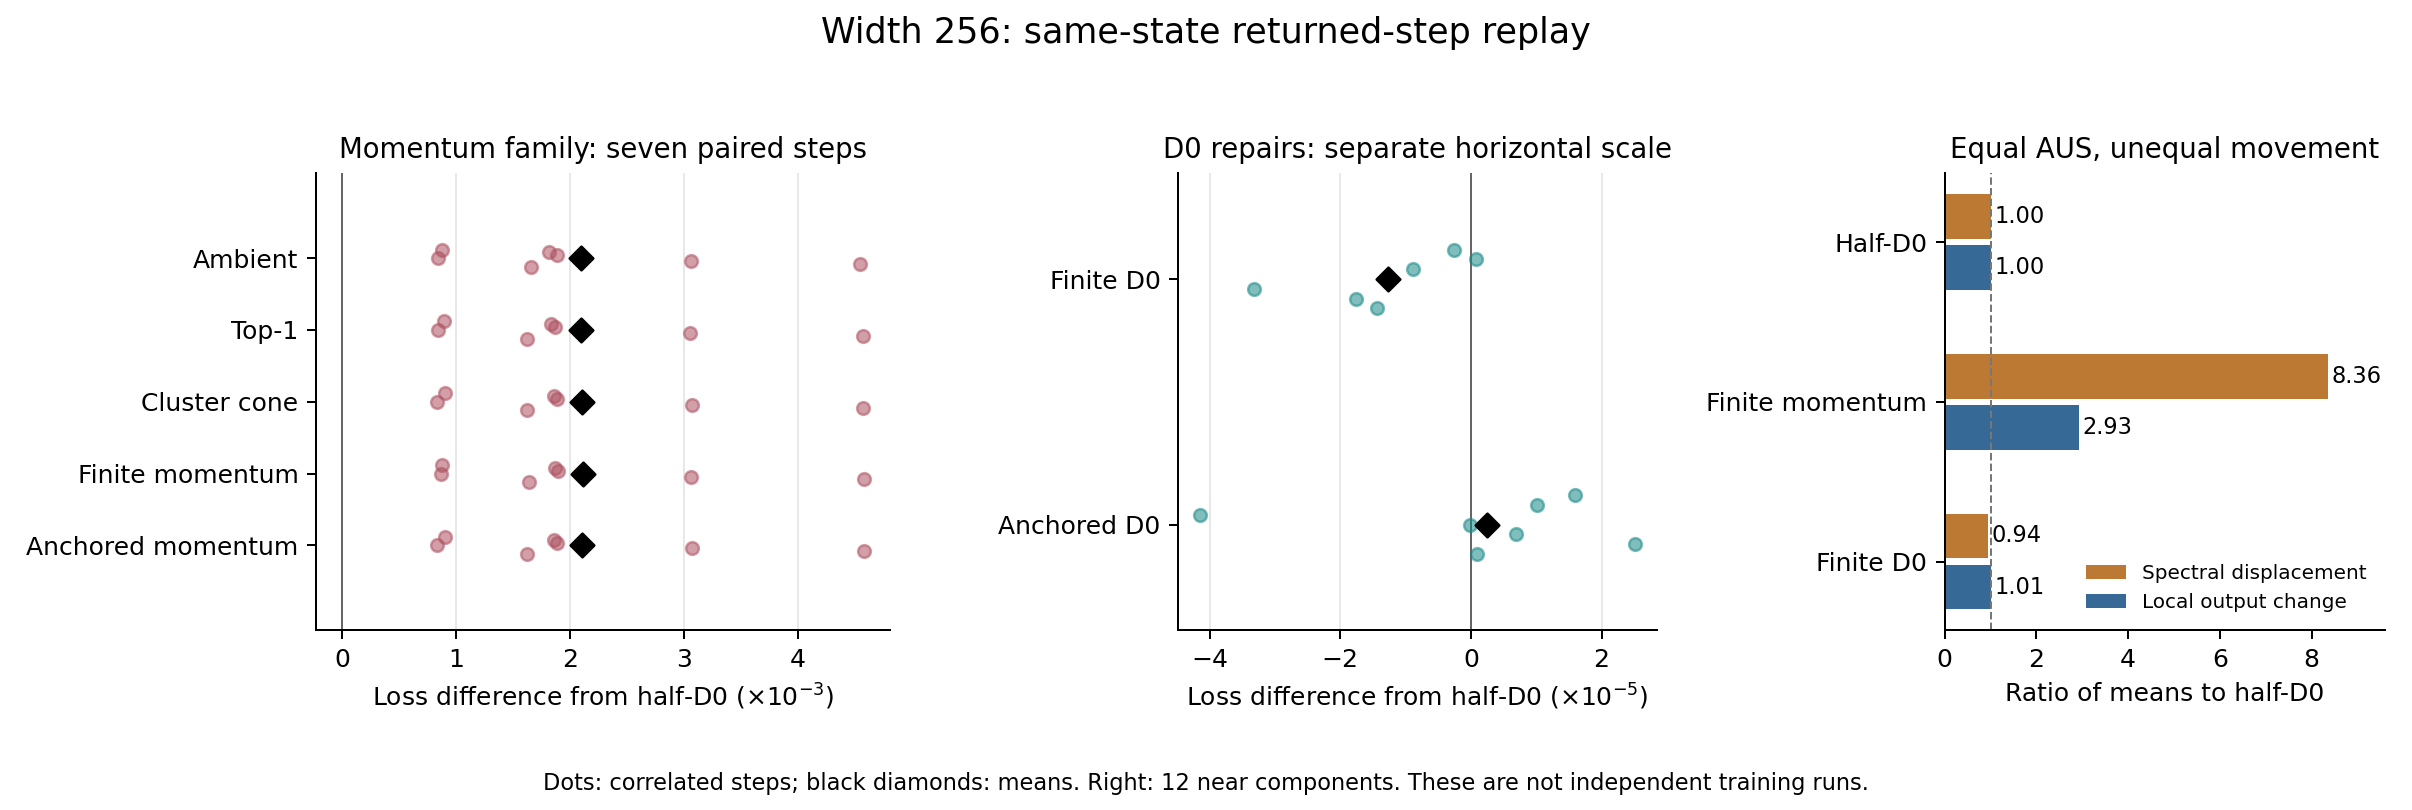 Width 256: same-state returned-step replay
Momentum family: seven paired steps
Ambient
Top-1
Cluster cone
Finite momentum
Anchored momentum
0 1 2 3 4
Loss difference from half-D0 (×10⁻³)
D0 repairs: separate horizontal scale
Finite D0
Anchored D0
−4 −2 0 2
Loss difference from half-D0 (×10⁻⁵)
Equal AUS, unequal movement
Half-D0
1.00
1.00
Finite momentum
8.36
2.93
Finite D0
0.94
1.01
Spectral displacement
Local output change
0 2 4 6 8
Ratio of means to half-D0
Dots: correlated steps; black diamonds: means. Right: 12 near components. These are not independent training runs.